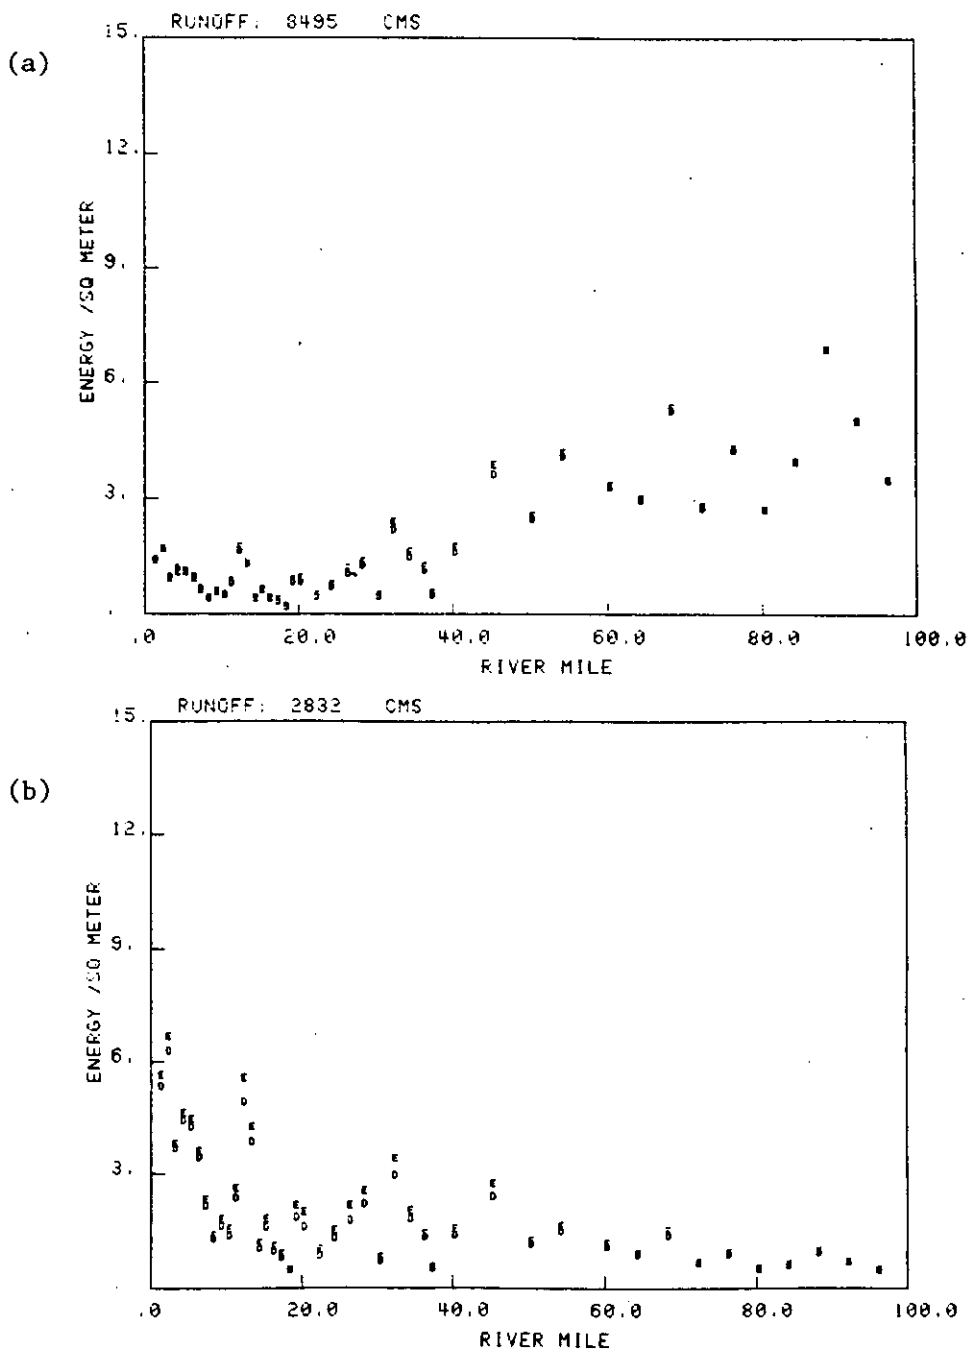 (a)
RUNOFF: 8495 CMS
15.
12.
9.
6.
3.
.
ENERGY /SQ METER
.0 20.0 40.0 60.0 80.0 100.0
RIVER MILE
(b)
RUNOFF: 2832 CMS
15.
12.
9.
6.
3.
.
ENERGY /SQ METER
.0 20.0 40.0 60.0 80.0 100.0
RIVER MILE